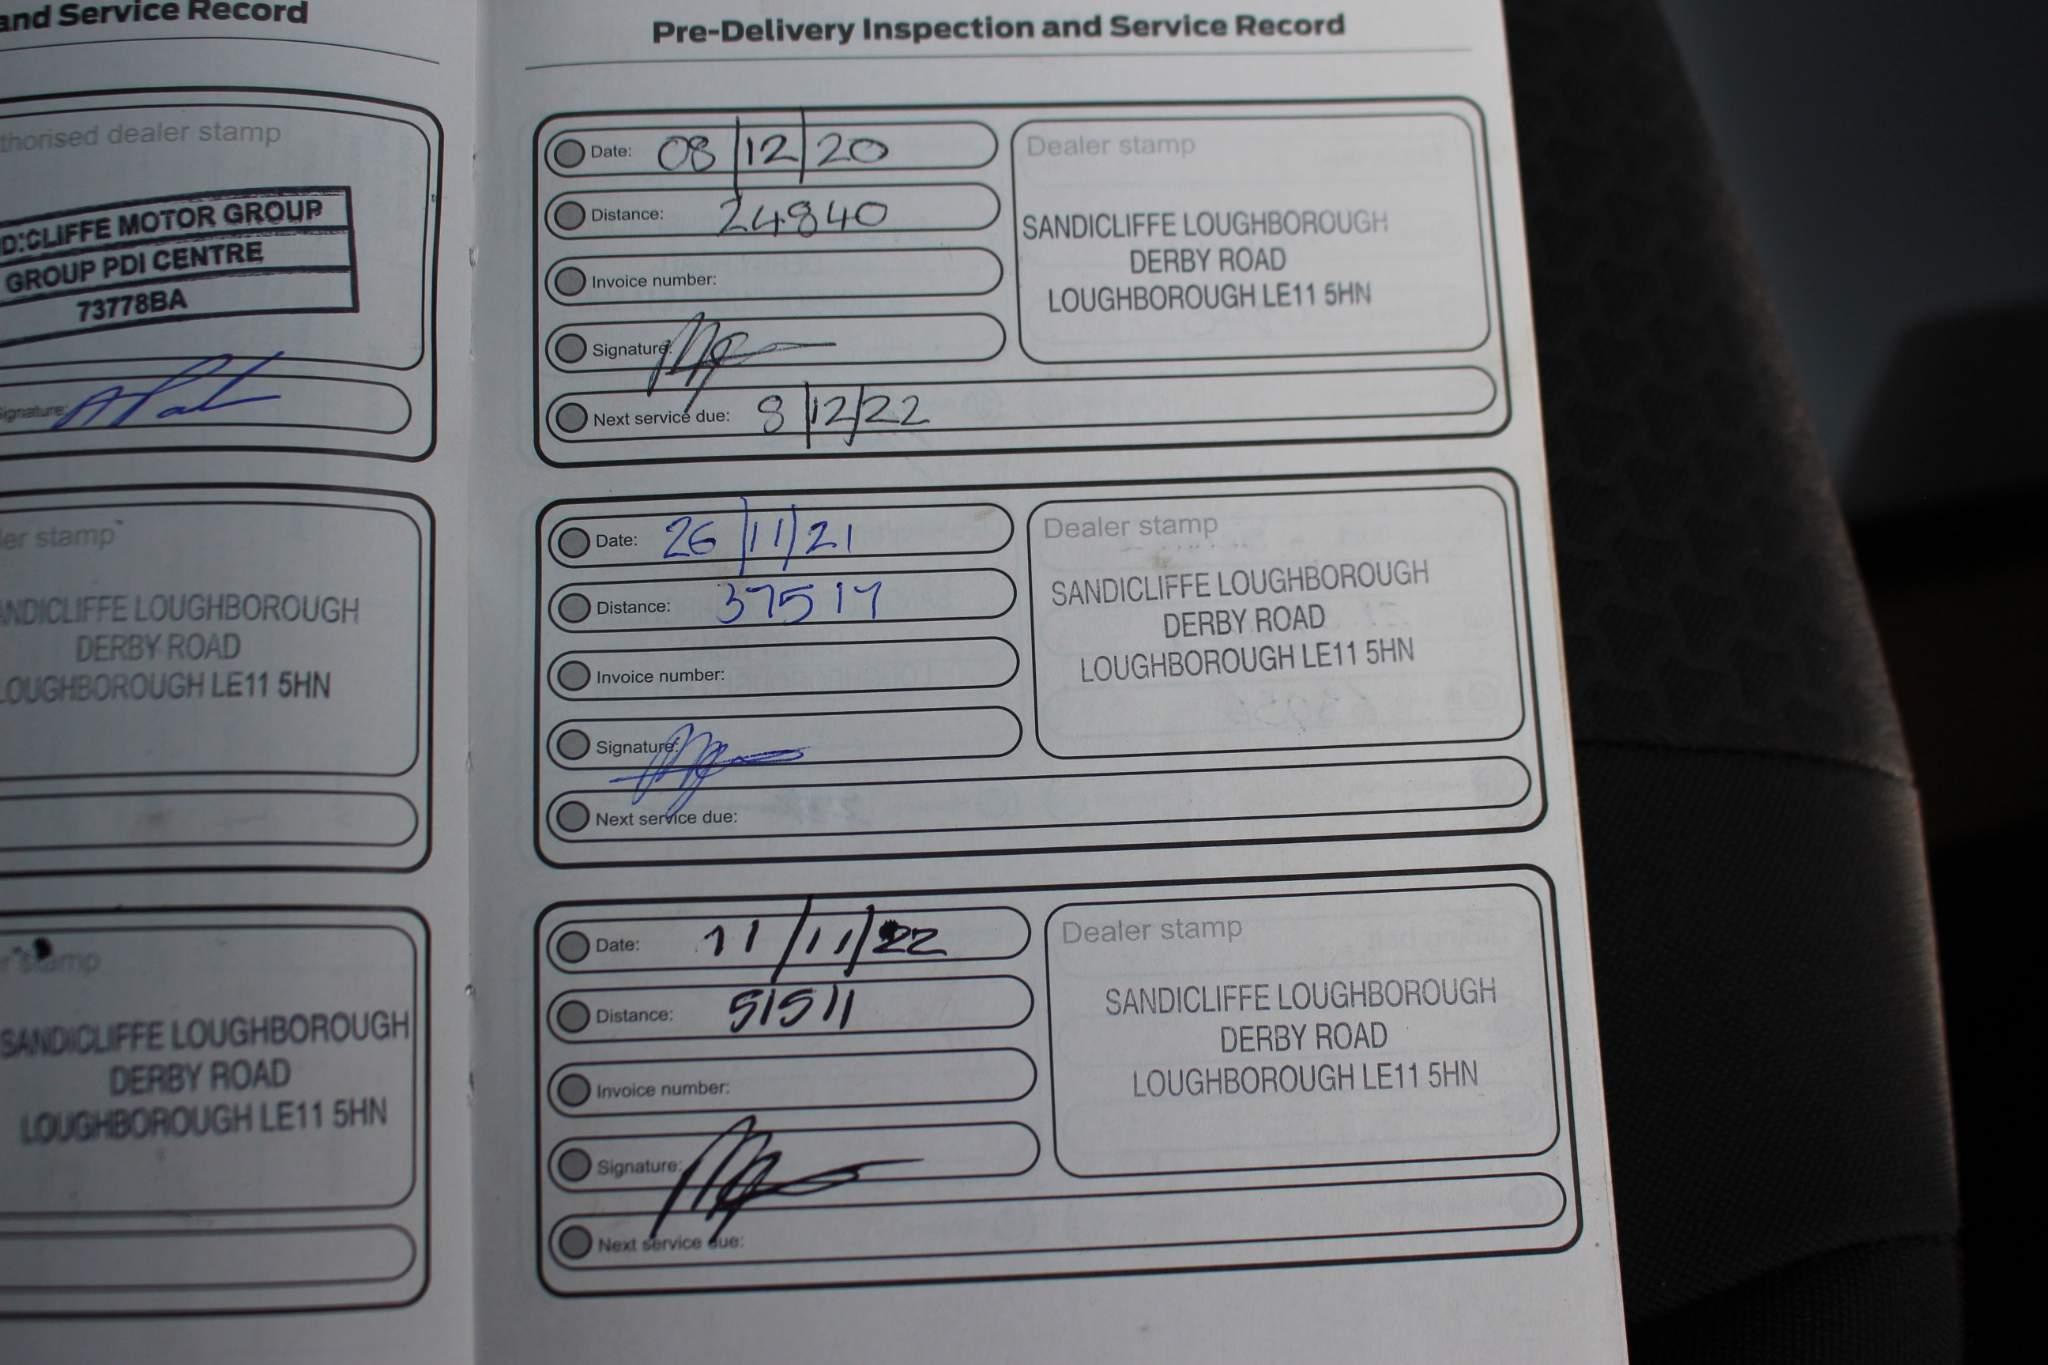 and Service Record
thorised dealer stamp
D:CLIFFE MOTOR GROUP
GROUP PDI CENTRE
73778BA
Signature:
er stamp
ANDICLIFFE LOUGHBOROUGH
DERBY ROAD
LOUGHBOROUGH LE11 5HN
stamp
SANDICLIFFE LOUGHBOROUGH
DERBY ROAD
LOUGHBOROUGH LE11 5HN
Pre-Delivery Inspection and Service Record
Date: 08/12/20
Distance: 24840
Invoice number:
Signature:
Next service due: 8/12/22
Dealer stamp
SANDICLIFFE LOUGHBOROUGH
DERBY ROAD
LOUGHBOROUGH LE11 5HN
Date: 26/11/21
Distance: 37517
Invoice number:
Signature:
Next service due:
Dealer stamp
SANDICLIFFE LOUGHBOROUGH
DERBY ROAD
LOUGHBOROUGH LE11 5HN
Date: 11/11/22
Distance: 51511
Invoice number:
Signature:
Next service due:
Dealer stamp
SANDICLIFFE LOUGHBOROUGH
DERBY ROAD
LOUGHBOROUGH LE11 5HN